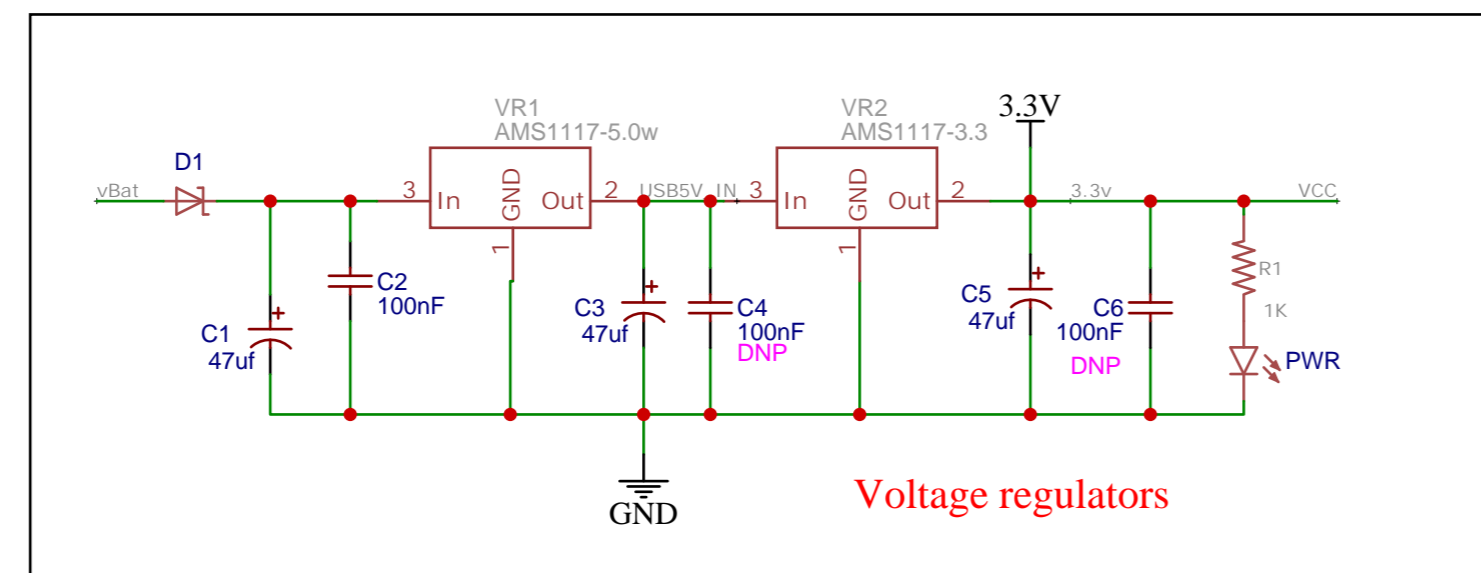 VR1
AMS1117-5.0w
VR2
AMS1117-3.3
3.3V
D1
vBat
3
In
GND
Out
2
1
USB5V_IN
3
In
GND
Out
2
1
3.3v
VCC
C1
47uf
C2
100nF
C3
47uf
C4
100nF
DNP
C5
47uf
C6
100nF
DNP
R1
1K
PWR
GND
Voltage regulators